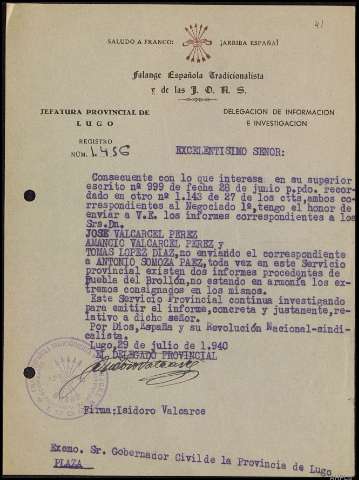 41
SALUDO A FRANCO: ¡ARRIBA ESPAÑA!
Falange Española Tradicionalista
y de las J. O. N. S.
JEFATURA PROVINCIAL DE
LUGO
DELEGACION DE INFORMACION
E INVESTIGACION
REGISTRO
NÚM. 1.456
EXCELENTISIMO SEÑOR:
Consecuente con lo que interesa en su superior
escrito nº 999 de fecha 28 de junio p.pdo. recor
dado en otro nº 1.143 de 27 de los ctts, ambos co
rrespondientes al Negociado 1º, tengo el honor de
enviar a V.E. los informes correspondientes a los
Srs.Dn.
JOSE VALCARCEL PEREZ
AMANCIO VALCARCEL PEREZ y
TOMAS LOPEZ DIAZ, no enviando el correspondiente
a ANTONIO SOMOZA PAEZ, toda vez en este Servicio
provincial existen dos informes procedentes de
Puebla del Brollón, no estando en armonía los ex-
tremos consignados en los mismos.
Este Servicio Provincial continua investigando
para emitir el informe, concreta y justamente, re-
lativo a dicho señor.
Por Dios, España y su Revolución Nacional-sindi-
calista.
Lugo, 29 de julio de 1.940
EL DELEGADO PROVINCIAL
Isidoro Valcarce
Firma: Isidoro Valcarce
Excmo. Sr. Gobernador Civil de la Provincia de Lugo
PLAZA